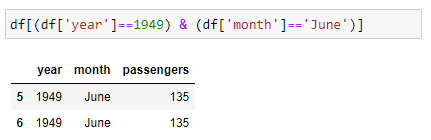 df[(df['year']==1949) & (df['month']=='June')]
year month passengers
5 1949 June 135
6 1949 June 135